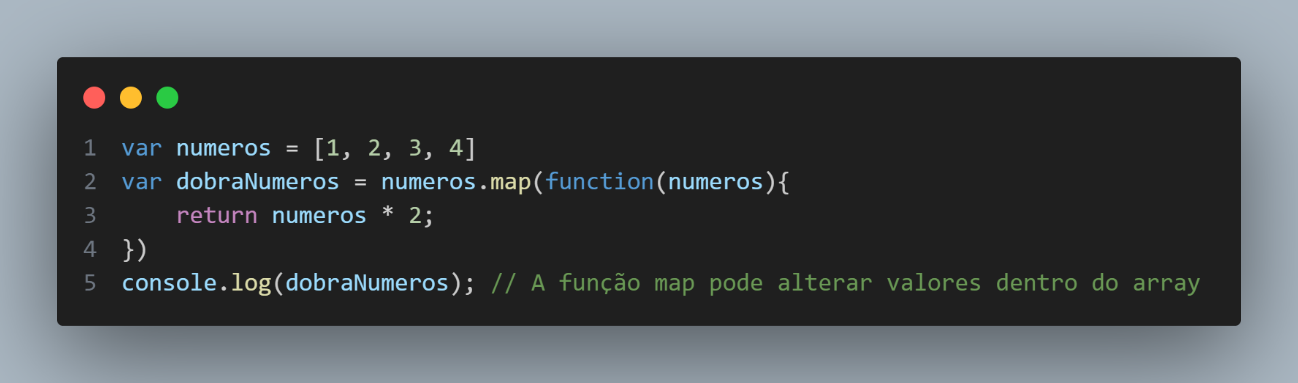 1 var numeros = [1, 2, 3, 4]
2 var dobraNumeros = numeros.map(function(numeros){
3     return numeros * 2;
4 })
5 console.log(dobraNumeros); // A função map pode alterar valores dentro do array